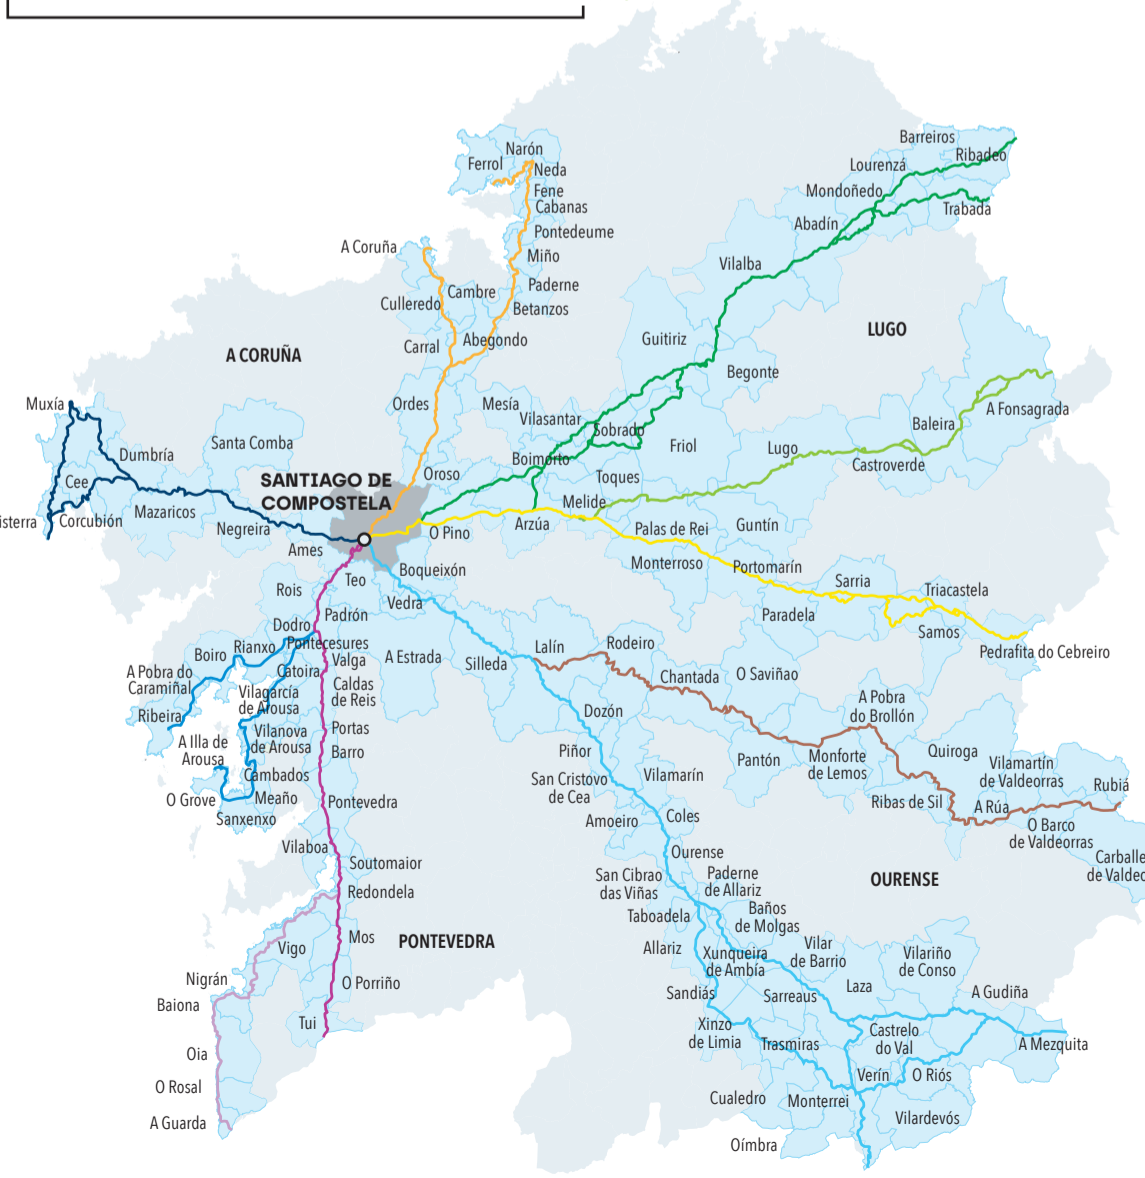 Barreiros
Narón
Ribadeo
Ferrol
Lourenzá
Neda
Fene
Mondoñedo
Cabanas
Trabada
Abadín
Pontedeume
A Coruña
Miño
Vilalba
Paderne
Cambre
Culleredo
Betanzos
LUGO
Guitiriz
Abegondo
Carral
A CORUÑA
Begonte
Muxía
Ordes
Mesía
A Fonsagrada
Vilasantar
Baleira
Sobrado
Santa Comba
Friol
Lugo
Dumbría
Boimorto
Castroverde
Oroso
Toques
SANTIAGO DE
COMPOSTELA
Cee
Melide
Mazaricos
isterra
Corcubión
Arzúa
Guntín
Negreira
O Pino
Palas de Rei
Ames
Monterroso
Portomarín
Boqueixón
Teo
Sarria
Rois
Triacastela
Vedra
Padrón
Paradela
Dodro
Samos
Pontecesures
Rodeiro
Rianxo
Lalín
Boiro
Pedrafita do Cebreiro
Valga
A Estrada
Silleda
A Pobra do
Caramiñal
Catoira
O Saviñao
Chantada
Caldas
de Reis
Vilagarcía
de Arousa
A Pobra
do Brollón
Ribeira
Dozón
Portas
Vilanova
de Arousa
A Illa de
Arousa
Barro
Piñor
Quiroga
Pantón
Monforte
de Lemos
Vilamartín
de Valdeorras
Cambados
Vilamarín
San Cristovo
de Cea
Rubiá
O Grove
Meaño
Pontevedra
Ribas de Sil
A Rúa
Sanxenxo
Coles
Amoeiro
O Barco
de Valdeorras
Vilaboa
Ourense
Carballe
de Valdeo
Soutomaior
San Cibrao
das Viñas
Paderne
de Allariz
OURENSE
Redondela
Taboadela
Baños
de Molgas
Mos
PONTEVEDRA
Vigo
Allariz
Xunqueira
de Ambía
Vilar
de Barrio
Vilariño
de Conso
Nigrán
O Porriño
Laza
Sandiás
Sarreaus
A Gudiña
Baiona
Tui
Xinzo
de Limia
Castrelo
do Val
Trasmiras
A Mezquita
Oia
Verín
O Riós
O Rosal
Cualedro
Monterrei
A Guarda
Vilardevós
Oímbra